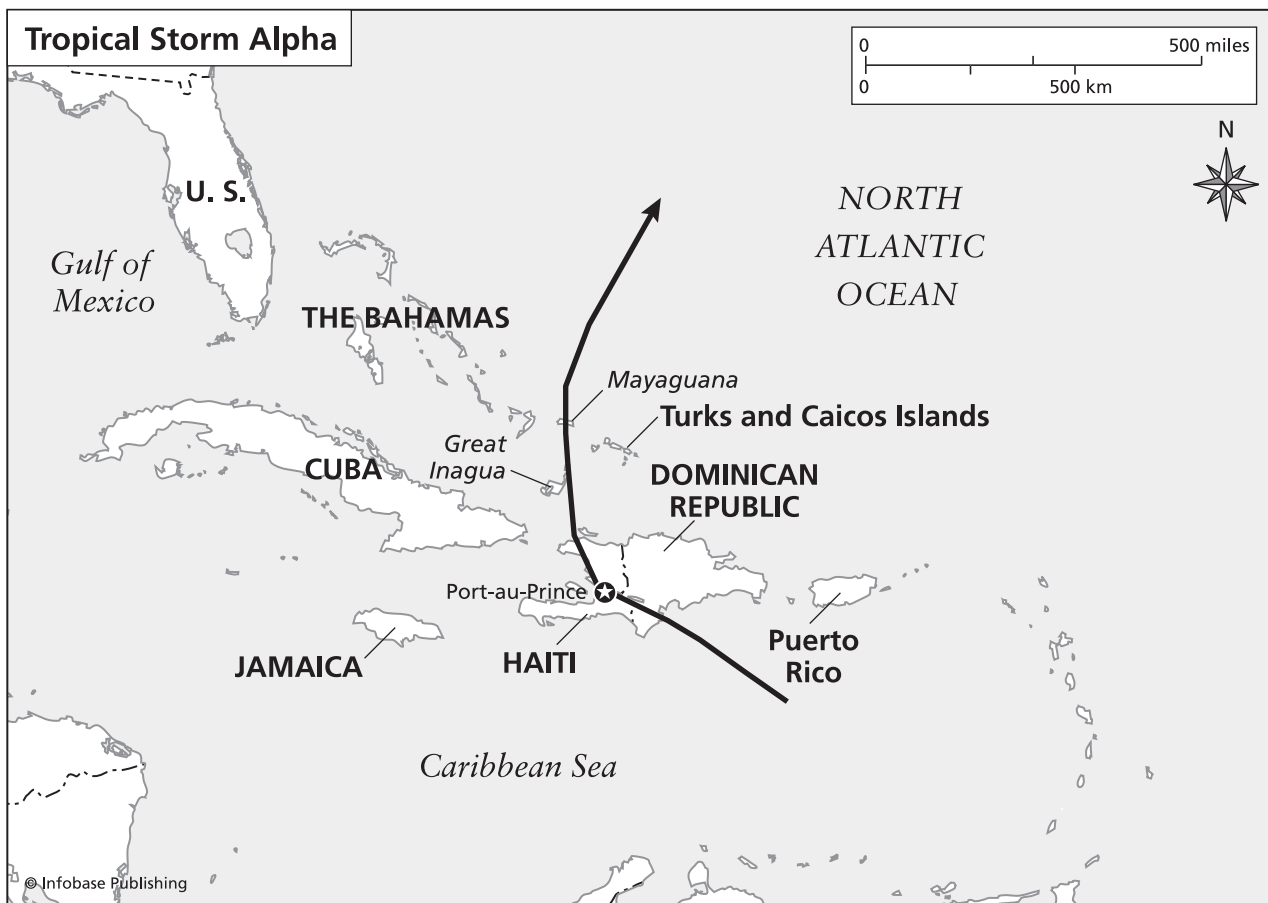 Tropical Storm Alpha
0 500 miles
0 500 km
N
U. S.
NORTH
ATLANTIC
OCEAN
Gulf of
Mexico
THE BAHAMAS
Mayaguana
Turks and Caicos Islands
Great
Inagua
CUBA
DOMINICAN
REPUBLIC
Port-au-Prince
JAMAICA
HAITI
Puerto
Rico
Caribbean Sea
© Infobase Publishing